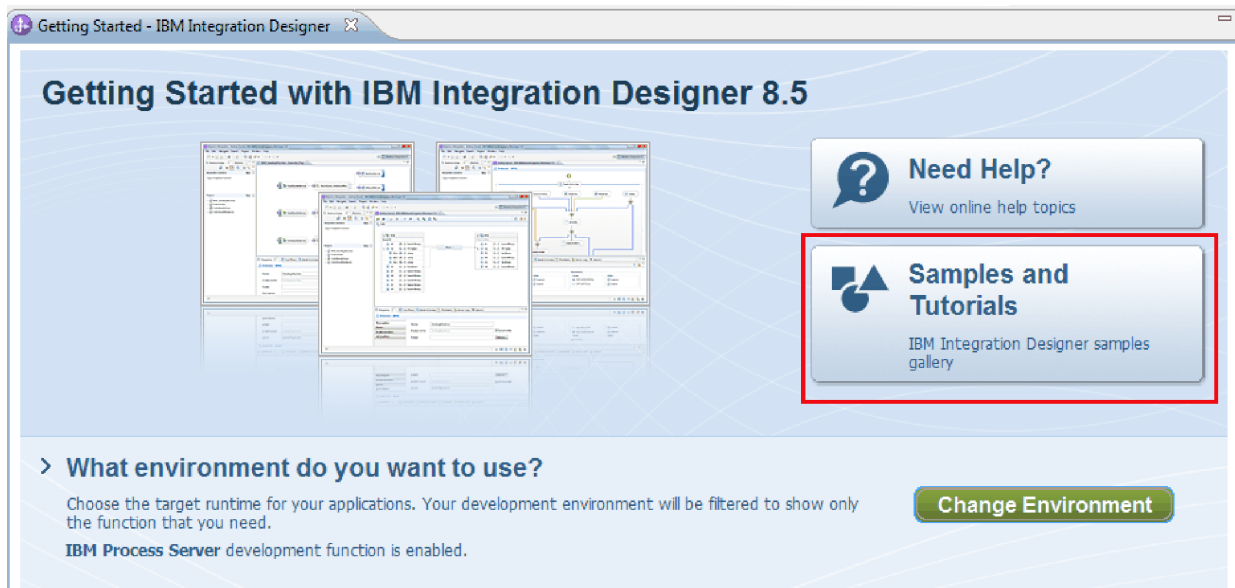 Getting Started - IBM Integration Designer
Getting Started with IBM Integration Designer 8.5
Need Help?
View online help topics
Samples and
Tutorials
IBM Integration Designer samples
gallery
What environment do you want to use?
Choose the target runtime for your applications. Your development environment will be filtered to show only
the function that you need.
IBM Process Server development function is enabled.
Change Environment